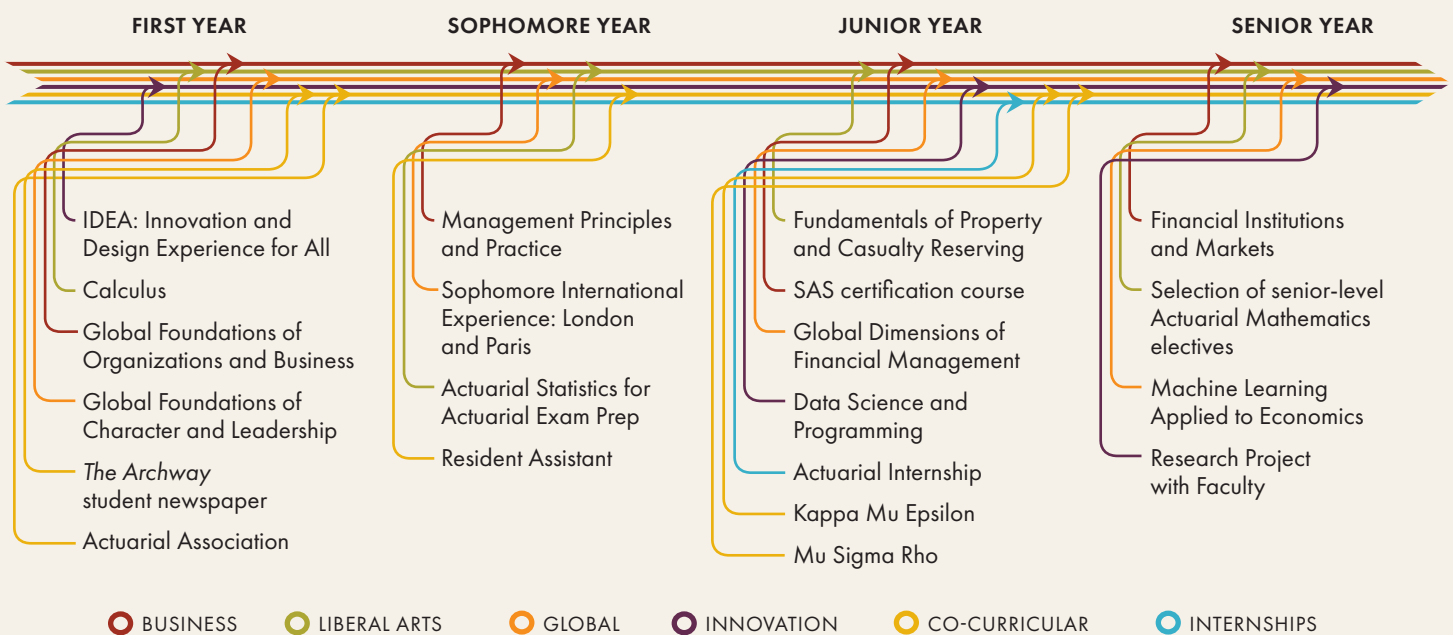 FIRST YEAR
SOPHOMORE YEAR
JUNIOR YEAR
SENIOR YEAR
IDEA: Innovation and
Design Experience for All
Calculus
Global Foundations of
Organizations and Business
Global Foundations of
Character and Leadership
The Archway
student newspaper
Actuarial Association
Management Principles
and Practice
Sophomore International
Experience: London
and Paris
Actuarial Statistics for
Actuarial Exam Prep
Resident Assistant
Fundamentals of Property
and Casualty Reserving
SAS certification course
Global Dimensions of
Financial Management
Data Science and
Programming
Actuarial Internship
Kappa Mu Epsilon
Mu Sigma Rho
Financial Institutions
and Markets
Selection of senior-level
Actuarial Mathematics
electives
Machine Learning
Applied to Economics
Research Project
with Faculty
BUSINESS
LIBERAL ARTS
GLOBAL
INNOVATION
CO-CURRICULAR
INTERNSHIPS